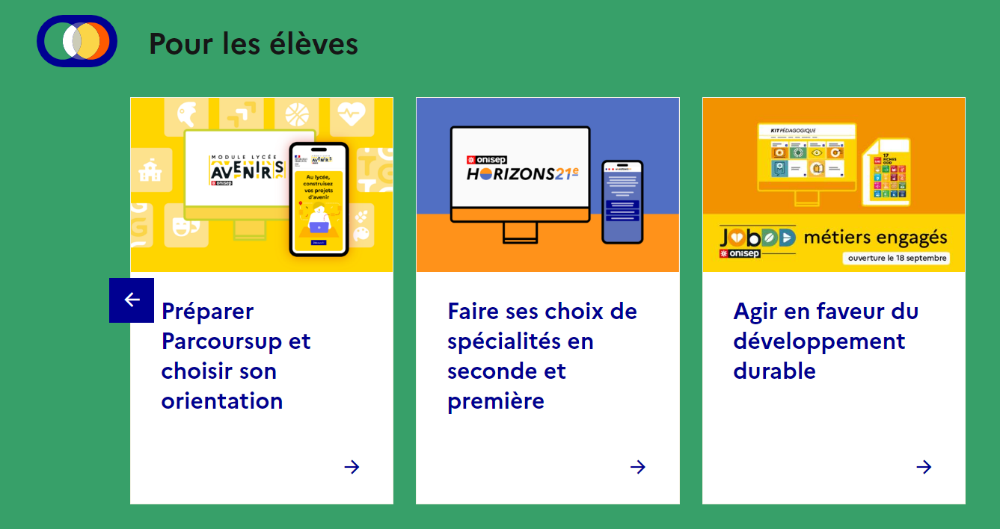 Pour les élèves
MODULE LYCÉE
AVENIRS
onisep
AVENIRS
Au lycée,
construisez
vos projets
d'avenir
Préparer
Parcoursup et
choisir son
orientation
onisep
HORIZONS21e
Faire ses choix de
spécialités en
seconde et
première
KIT PÉDAGOGIQUE
17
FICHES
ODD
JObDD métiers engagés
onisep
ouverture le 18 septembre
Agir en faveur du
développement
durable